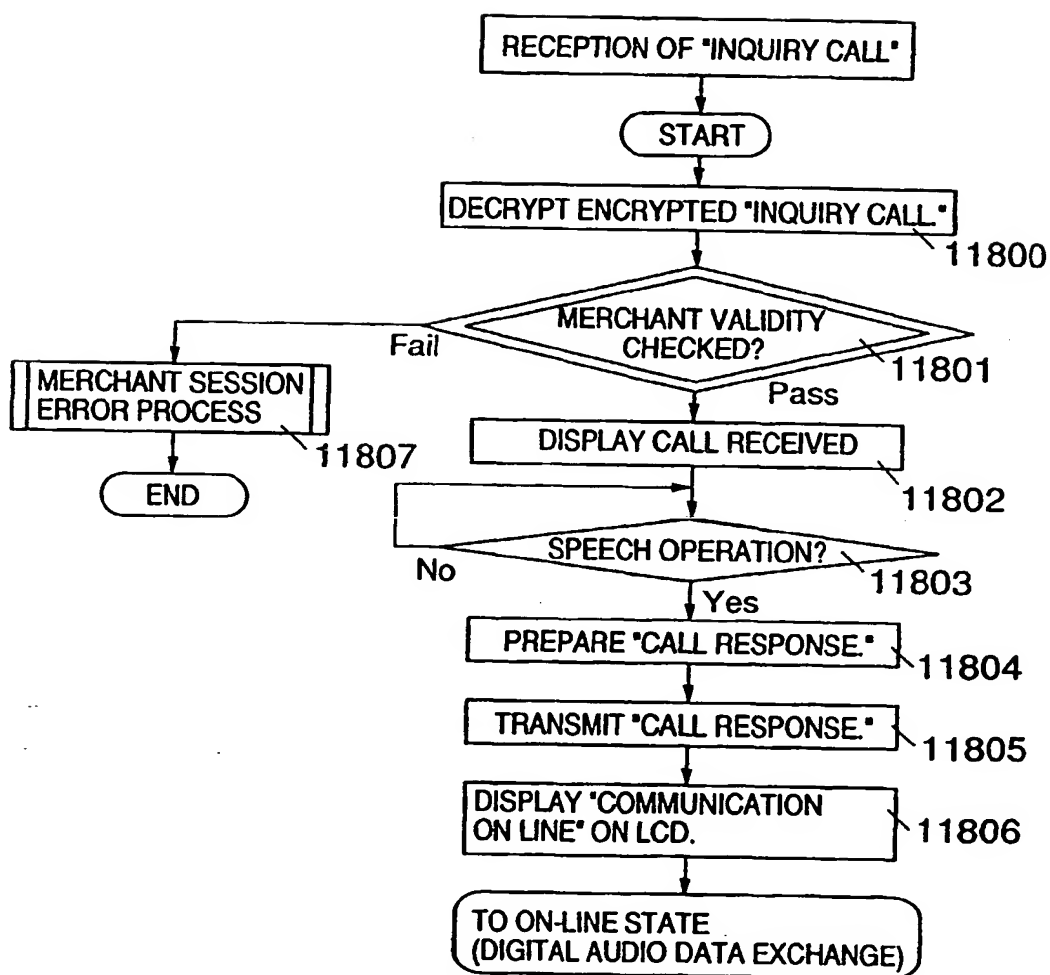 RECEPTION OF "INQUIRY CALL"
START
DECRYPT ENCRYPTED "INQUIRY CALL."
11800
MERCHANT VALIDITY
CHECKED?
11801
Fail
Pass
MERCHANT SESSION
ERROR PROCESS
11807
END
DISPLAY CALL RECEIVED
11802
SPEECH OPERATION?
11803
No
Yes
PREPARE "CALL RESPONSE."
11804
TRANSMIT "CALL RESPONSE."
11805
DISPLAY "COMMUNICATION
ON LINE" ON LCD.
11806
TO ON-LINE STATE
(DIGITAL AUDIO DATA EXCHANGE)